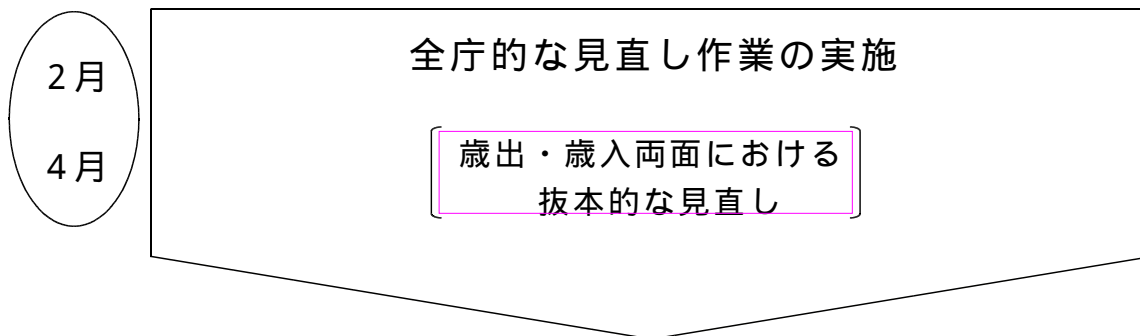 2月
4月
全庁的な見直し作業の実施
歳出・歳入両面における
抜本的な見直し